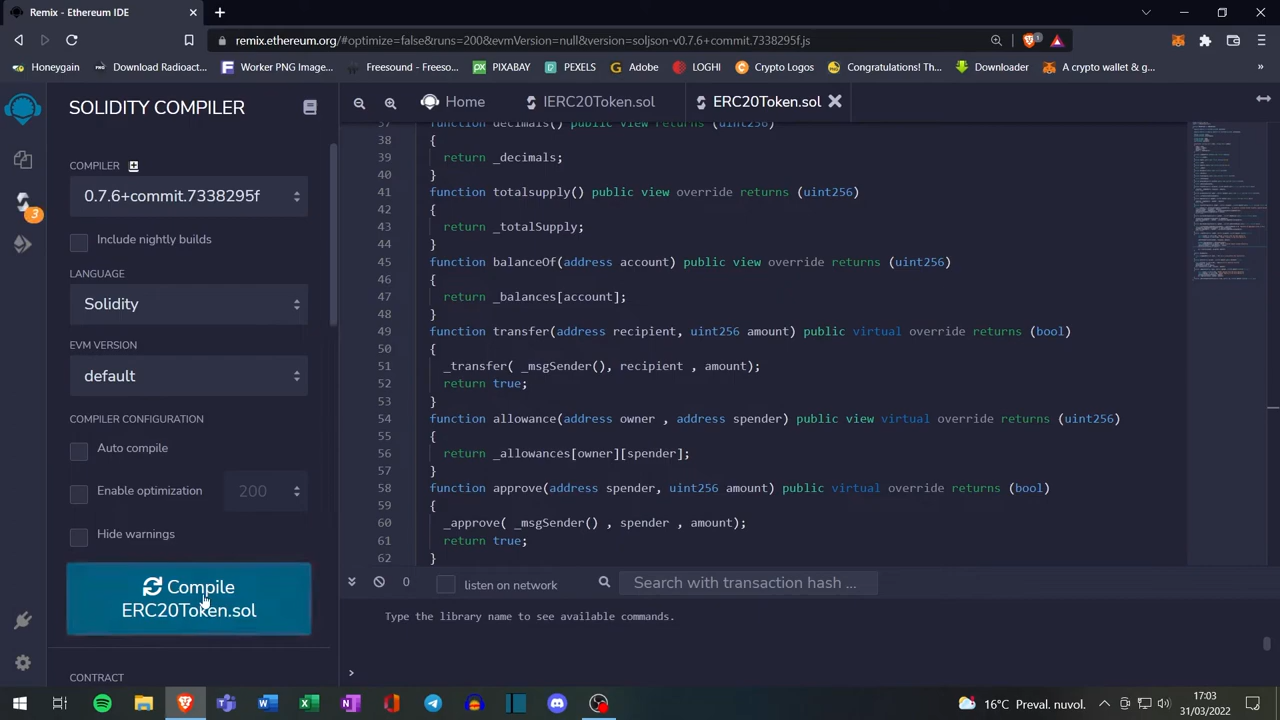 Remix - Ethereum IDE
remix.ethereum.org/#optimize=false&runs=200&evmVersion=null&version=soljson-v0.7.6+commit.7338295f.js
1
Honeygain
Download Radioact...
Worker PNG Image...
Freesound - Freeso...
PIXABAY
PEXELS
Adobe
LOGHI
Crypto Logos
Congratulations! Th...
Downloader
A crypto wallet & g...
SOLIDITY COMPILER
COMPILER
0.7.6+commit.7338295f
Include nightly builds
LANGUAGE
Solidity
EVM VERSION
default
COMPILER CONFIGURATION
Auto compile
Enable optimization
200
Hide warnings
Compile
ERC20Token.sol
CONTRACT
3
Home
IERC20Token.sol
ERC20Token.sol
37 function decimals() public view returns (uint256)
38 {
39 return _decimals;
40 }
41 function totalSupply() public view override returns (uint256)
42 {
43 return
44 }
45 function balanceOf(address account) public view override returns (uint256)
46 {
47 return _balance[account];
48 }
49 function transfer(address recipient, uint256 amount) public virtual override returns (bool)
50 {
51 _transfer( _msgSender(), recipient , amount);
52 return true;
53 }
54 function allowance(address owner , address spender) public view virtual override returns (uint256)
55 {
56 return _allowances[owner][spender];
57 }
58 function approve(address spender, uint256 amount) public virtual override returns (bool)
59 {
60 _approve( _msgSender() , spender , amount);
61 return true;
62 }
0
listen on network
Search with transaction hash ...
Type the library name to see available commands.
>
16°C Preval. nuvol.
17:03
31/03/2022